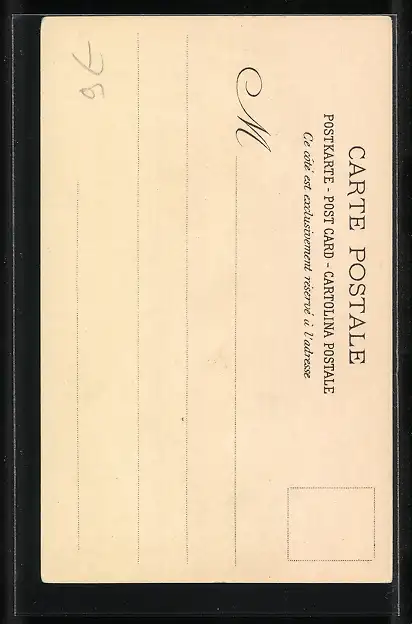 CARTE POSTALE
POSTKARTE - POST CARD - CARTOLINA POSTALE
Ce côté est exclusivement réservé à l'adresse
M